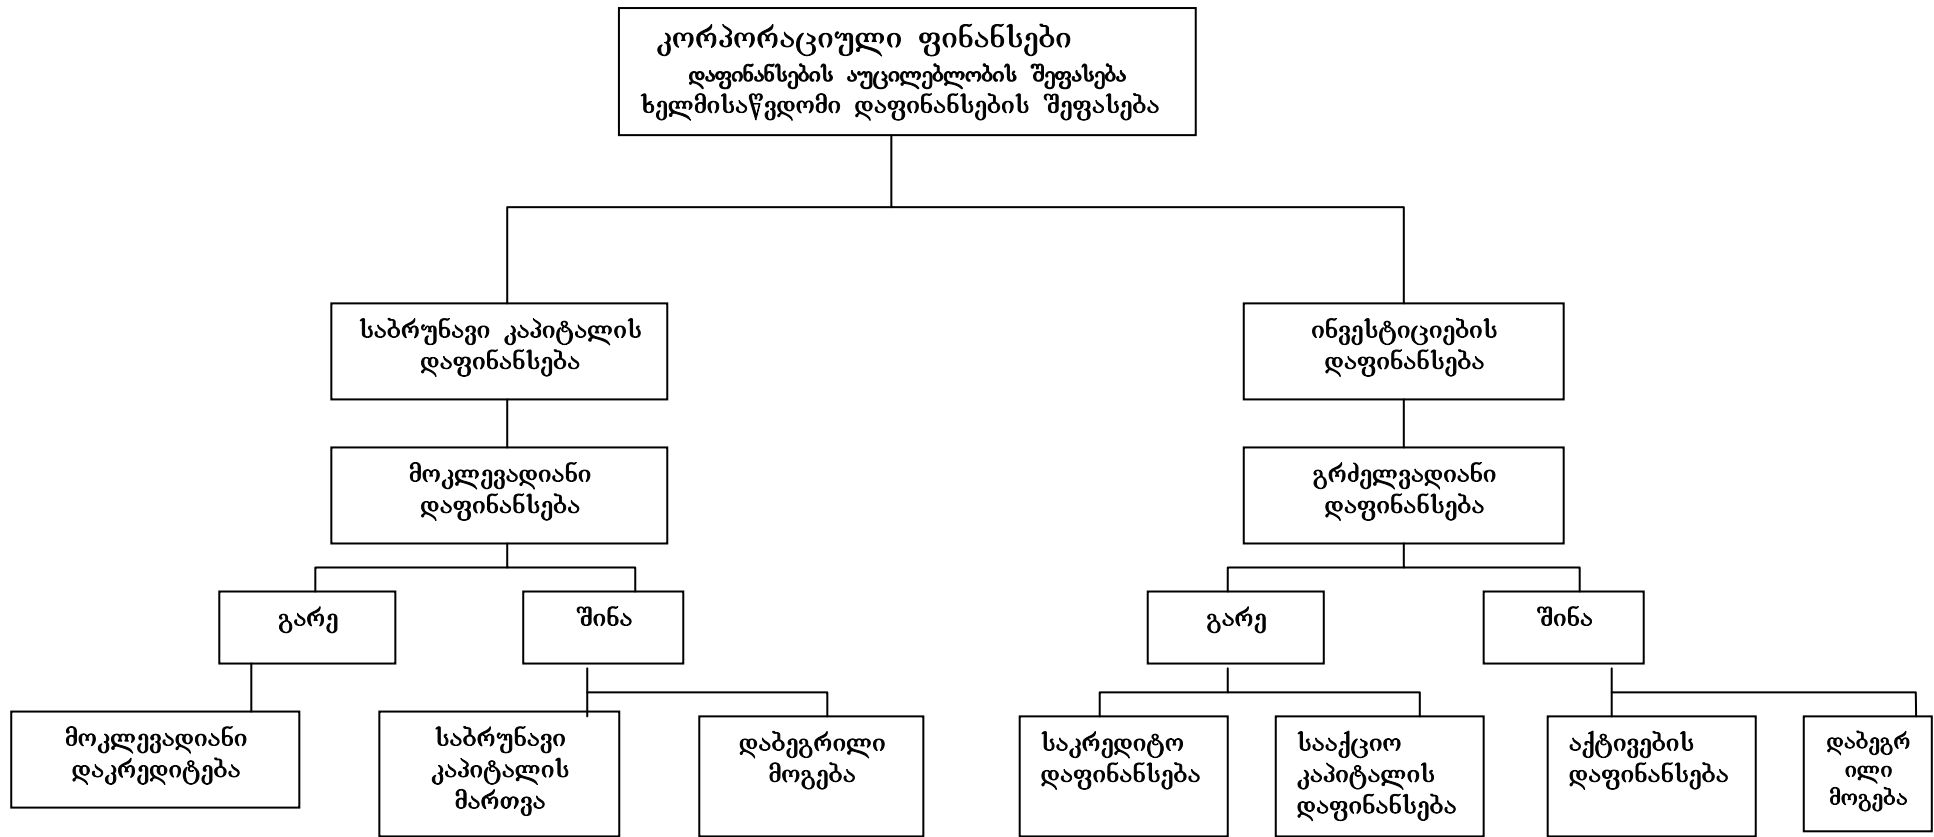 კორპორაციული ფინანსები
დაფინანსების აუცილებლობის შეფასება
ხელმისაწვდომი დაფინანსების შეფასება
საბრუნავი კაპიტალის
დაფინანსება
ინვესტიციების
დაფინანსება
მოკლევადიანი
დაფინანსება
გრძელვადიანი
დაფინანსება
გარე
შინა
გარე
შინა
მოკლევადიანი
დაკრედიტება
საბრუნავი
კაპიტალის
მართვა
დაბეგრილი
მოგება
საკრედიტო
დაფინანსება
სააქციო
კაპიტალის
დაფინანსება
აქტივების
დაფინანსება
დაბეგრ
ილი
მოგება